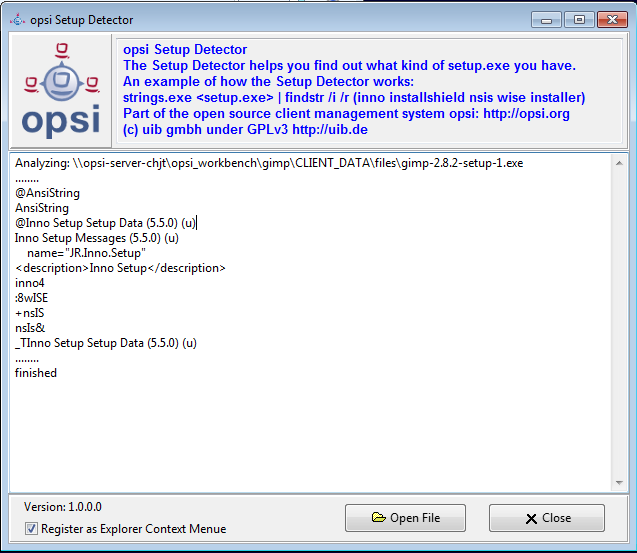 opsi Setup Detector
opsi
opsi Setup Detector
The Setup Detector helps you find out what kind of setup.exe you have.
An example of how the Setup Detector works:
strings.exe <setup.exe> | findstr /i /r (inno installshield nsis wise installer)
Part of the open source client management system opsi: http://opsi.org
(c) uib gmbh under GPLv3 http://uib.de
Analyzing: \\opsi-server-chjt\opsi_workbench\gimp\CLIENT_DATA\files\gimp-2.8.2-setup-1.exe
........
@AnsiString
AnsiString
@Inno Setup Setup Data (5.5.0) (u)
Inno Setup Messages (5.5.0) (u)
name="JR.Inno.Setup"
<description>Inno Setup</description>
inno4
:8wISE
+nsIS
nsIs&
_TInno Setup Setup Data (5.5.0) (u)
........
finished
Version: 1.0.0.0
Register as Explorer Context Menue
Open File
Close